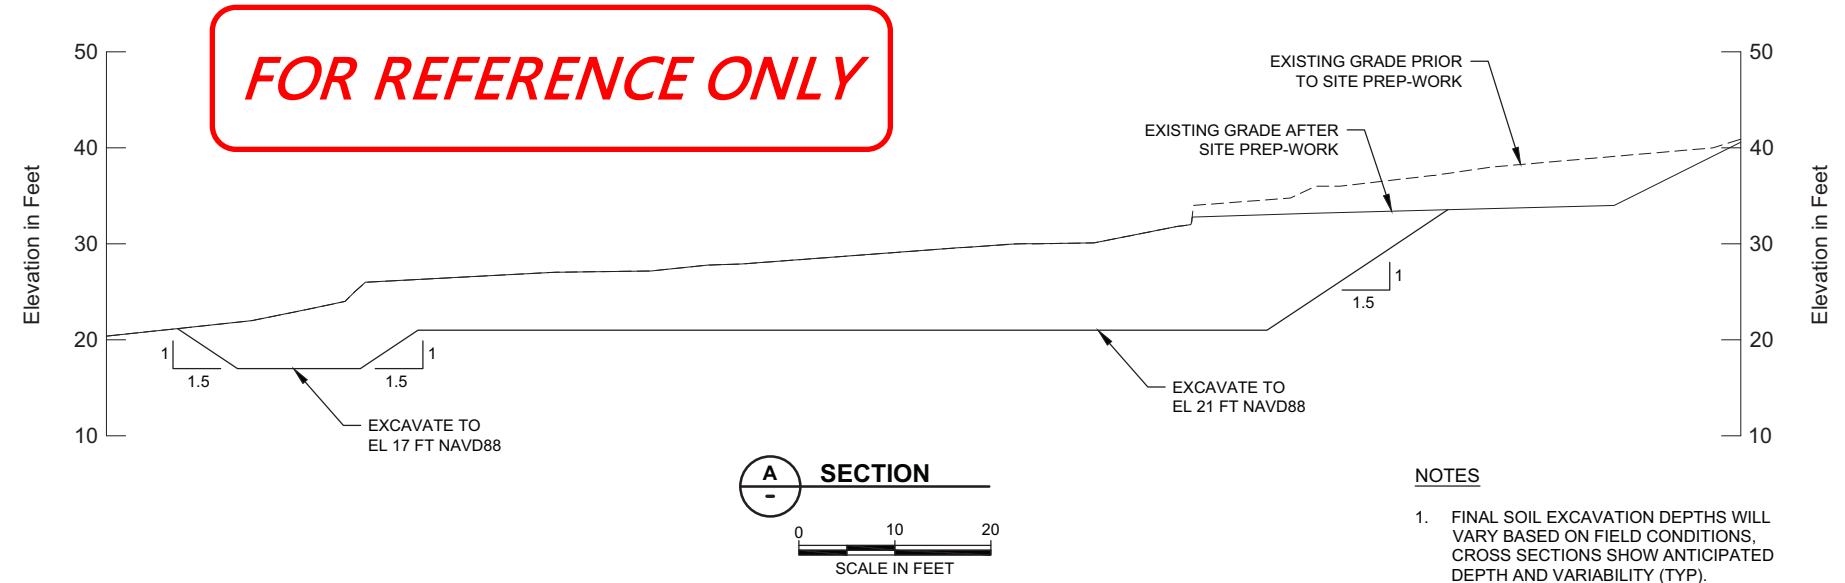 FOR REFERENCE ONLY
50
40
30
20
10
Elevation in Feet
EXISTING GRADE PRIOR
TO SITE PREP-WORK
EXISTING GRADE AFTER
SITE PREP-WORK
50
40
30
20
10
Elevation in Feet
1
1.5
1
1.5
1
1.5
EXCAVATE TO
EL 17 FT NAVD88
EXCAVATE TO
EL 21 FT NAVD88
A
-
SECTION
0 10 20
SCALE IN FEET
NOTES
1. FINAL SOIL EXCAVATION DEPTHS WILL
VARY BASED ON FIELD CONDITIONS,
CROSS SECTIONS SHOW ANTICIPATED
DEPTH AND VARIABILITY (TYP).